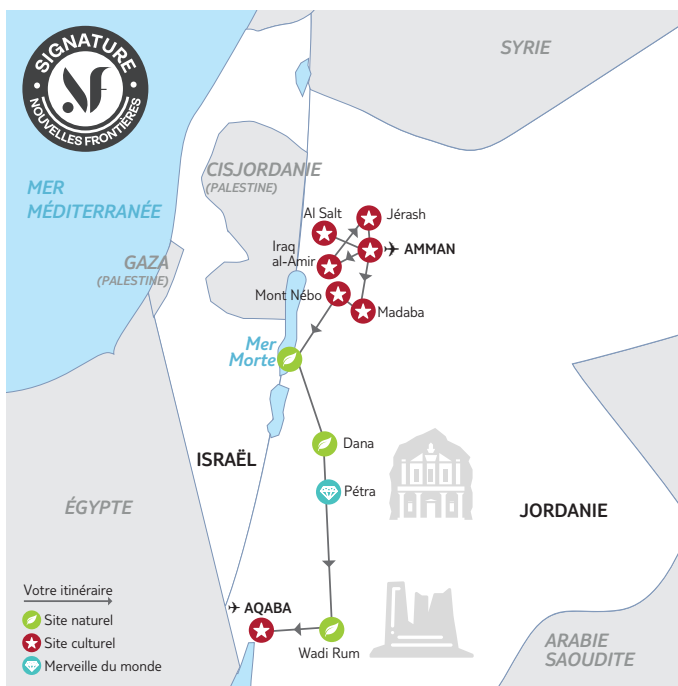 SIGNATURE
NOUVELLES FRONTIÈRES
SYRIE
CISJORDANIE
(PALESTINE)
MER
MÉDITERRANÉE
Al Salt
Jérash
Iraq
al-Amir
AMMAN
GAZA
(PALESTINE)
Mont Nébo
Madaba
Mer
Morte
Dana
ISRAËL
Pétra
ÉGYPTE
JORDANIE
Votre itinéraire
AQABA
Site naturel
Site culturel
Wadi Rum
Merveille du monde
ARABIE
SAOUDITE